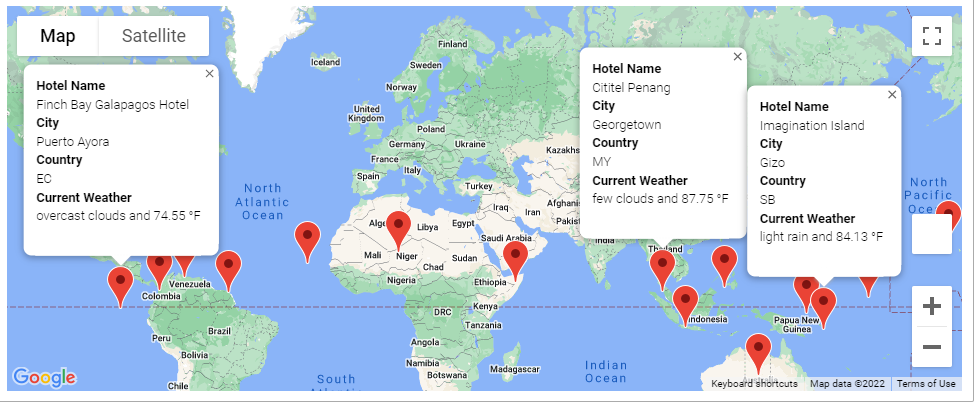 Map
Satellite
Hotel Name
Finch Bay Galapagos Hotel
City
Puerto Ayora
Country
EC
Current Weather
overcast clouds and 74.55 °F
Hotel Name
Cititel Penang
City
Georgetown
Country
MY
Current Weather
few clouds and 87.75 °F
Hotel Name
Imagination Island
City
Gizo
Country
SB
Current Weather
light rain and 84.13 °F
Iceland
Finland
Sweden
Norway
United
Kingdom
Poland
Germany
Ukraine
France
Italy
Spain
Turkey
Iraq
Iran
North
Atlantic
Ocean
North
Pacific
Libya
Egypt
Saudi Arabia
India
Mali
Niger
Chad
Sudan
Nigeria
Ethiopia
Thailand
Venezuela
Colombia
Kenya
DRC
Tanzania
Indonesia
Papua New
Guinea
Brazil
Peru
Bolivia
Angola
Namibia
Botswana
Madagascar
Chile
Indian
Ocean
South
Atlantic
Google
Keyboard shortcuts
Map data ©2022
Terms of Use